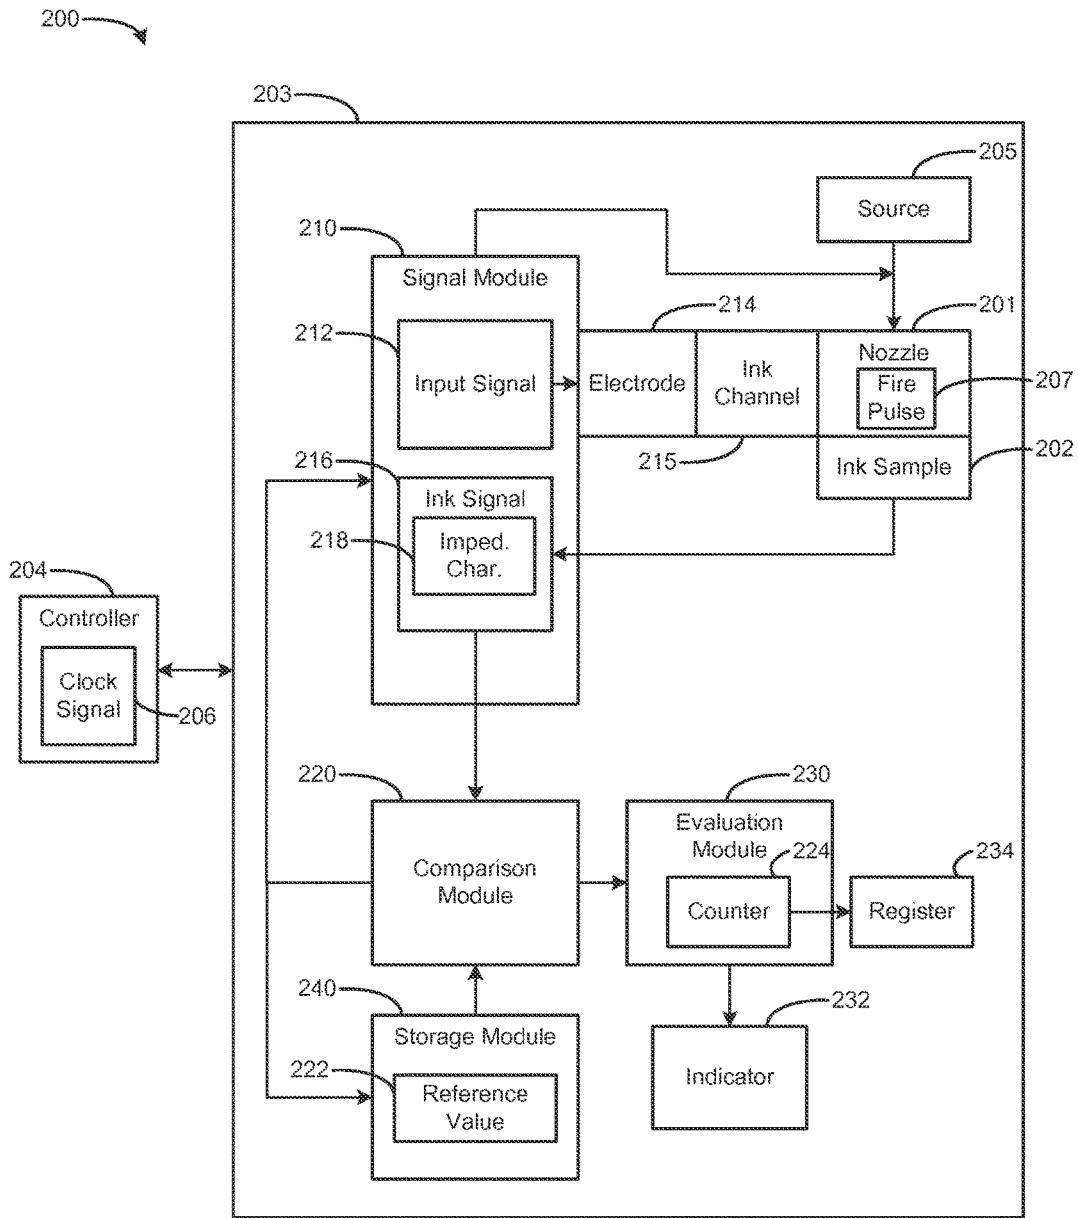 200
203
205
Source
210
Signal Module
214
201
212
Input Signal
Electrode
Ink
Channel
Nozzle
Fire
Pulse
207
216
215
Ink Sample
202
Ink Signal
218
Imped.
Char.
204
Controller
Clock
Signal
206
220
230
Comparison
Module
Evaluation
Module
224
234
Counter
Register
240
232
Storage Module
222
Reference
Value
Indicator